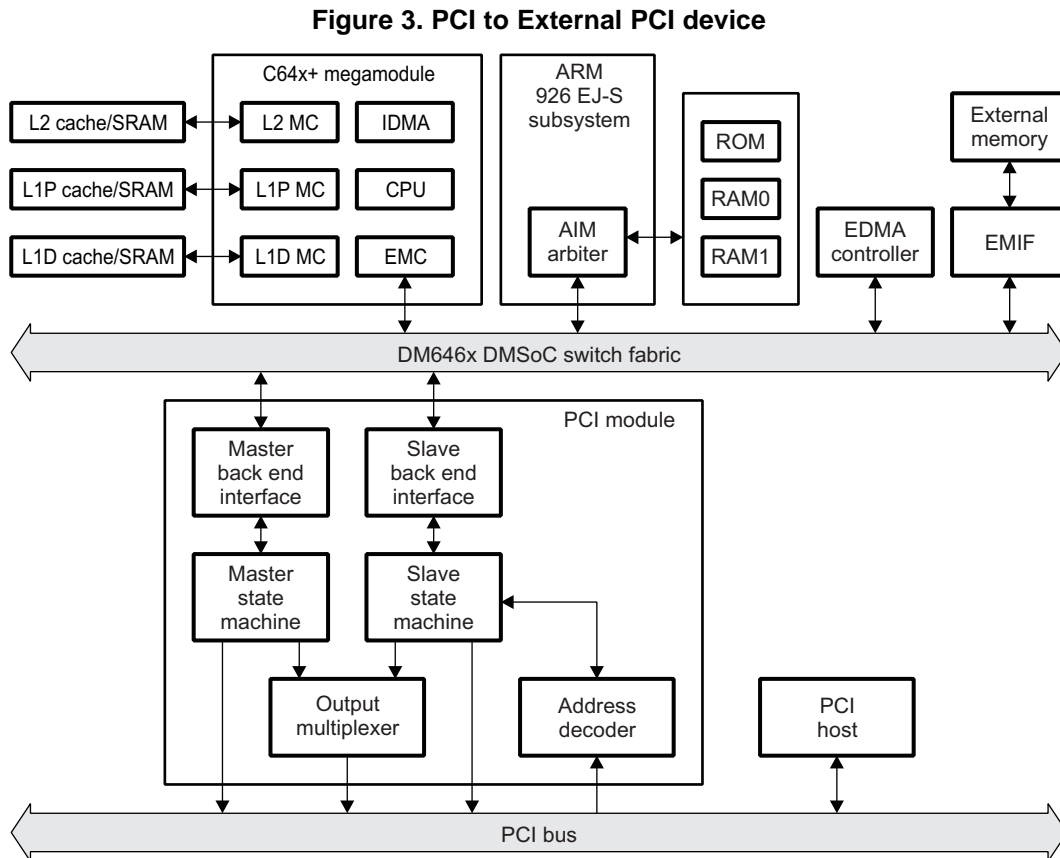 Figure 3. PCI to External PCI device
C64x+ megamodule
ARM
926 EJ-S
subsystem
L2 cache/SRAM
L2 MC
IDMA
ROM
External
memory
L1P cache/SRAM
L1P MC
CPU
RAM0
L1D cache/SRAM
L1D MC
EMC
AIM
arbiter
RAM1
EDMA
controller
EMIF
DM646x DMSoC switch fabric
PCI module
Master
back end
interface
Slave
back end
interface
Master
state
machine
Slave
state
machine
Output
multiplexer
Address
decoder
PCI
host
PCI bus